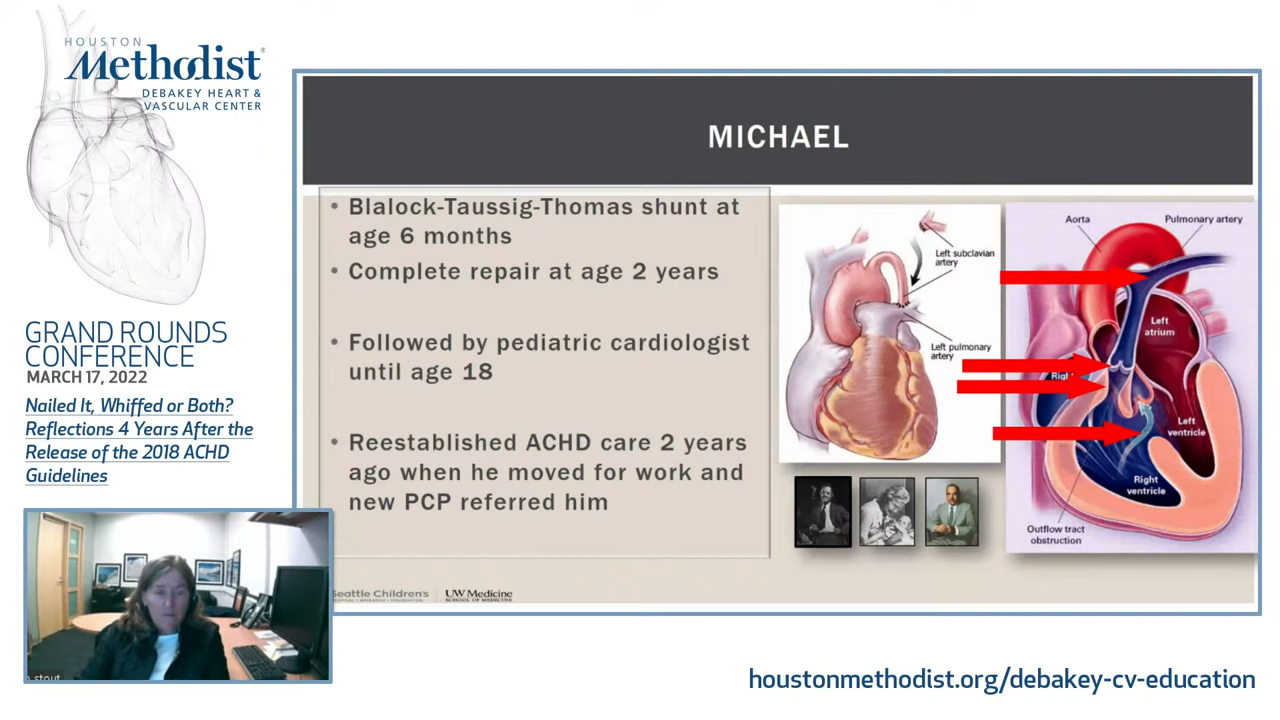 HOUSTON
Methodist
DEBAKEY HEART &
VASCULAR CENTER
GRAND ROUNDS
CONFERENCE
MARCH 17, 2022
Nailed It, Whiffed or Both?
Reflections 4 Years After the
Release of the 2018 ACHD
Guidelines
MICHAEL
• Blalock-Taussig-Thomas shunt at
age 6 months
• Complete repair at age 2 years
• Followed by pediatric cardiologist
until age 18
• Reestablished ACHD care 2 years
ago when he moved for work and
new PCP referred him
Left subclavian
artery
Left pulmonary
artery
Aorta
Pulmonary artery
Left
atrium
Left
ventricle
Right
ventricle
Outflow tract
obstruction
Seattle Children's
UW Medicine
SCHOOL OF MEDICINE
stout
houstonmethodist.org/debakey-cv-education